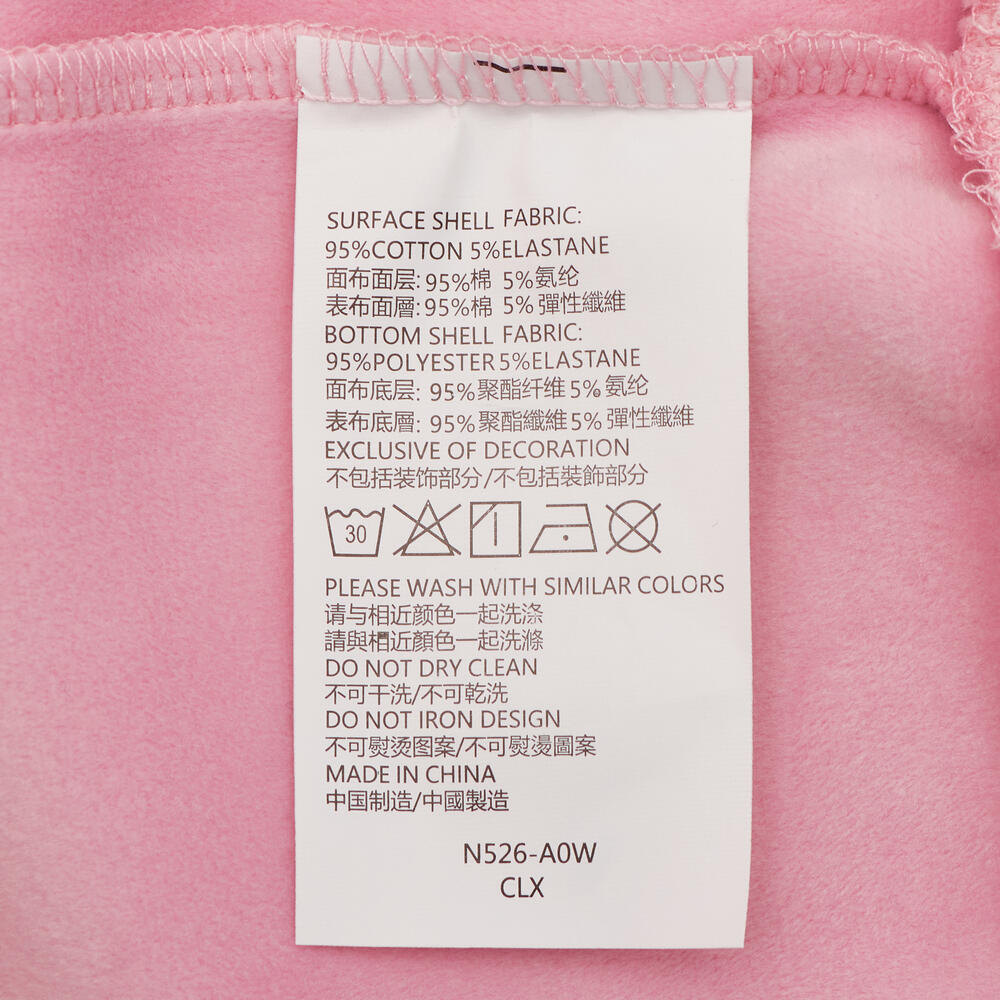 SURFACE SHELL FABRIC:
95%COTTON 5%ELASTANE
面布面层: 95%棉 5%氨纶
表布面層: 95%棉 5%彈性纖維
BOTTOM SHELL FABRIC:
95%POLYESTER 5%ELASTANE
面布底层: 95%聚酯纤维 5%氨纶
表布底層: 95%聚酯纖維 5%彈性纖維
EXCLUSIVE OF DECORATION
不包括装饰部分/不包括裝飾部分
30
PLEASE WASH WITH SIMILAR COLORS
请与相近颜色一起洗涤
請與相近顏色一起洗滌
DO NOT DRY CLEAN
不可干洗/不可乾洗
DO NOT IRON DESIGN
不可熨烫图案/不可熨燙圖案
MADE IN CHINA
中国制造/中國製造
N526-A0W
CLX